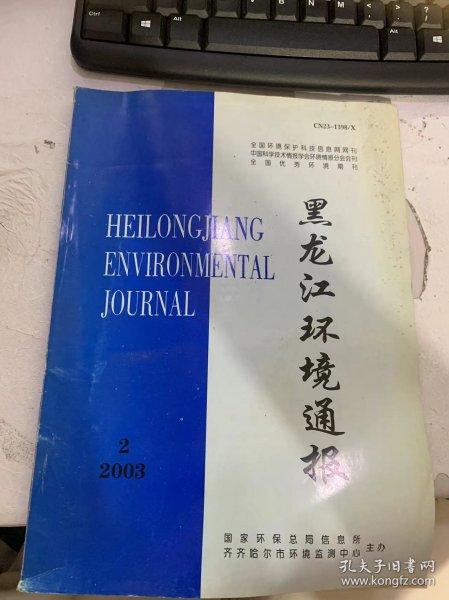 Ctrl
Alt
V
B
N
M
Alt
CN23-1398/X
全国环境保护科技信息网网刊
中国科学技术情报学会环境情报分会会刊
全国优秀环境期刊
HEILONGJIANG
ENVIRONMENTAL
JOURNAL
黑龙江环境通报
2
2003
国家环保总局信息所
齐齐哈尔市环境监测中心
主办
孔夫子旧书网
www.kongfz.com